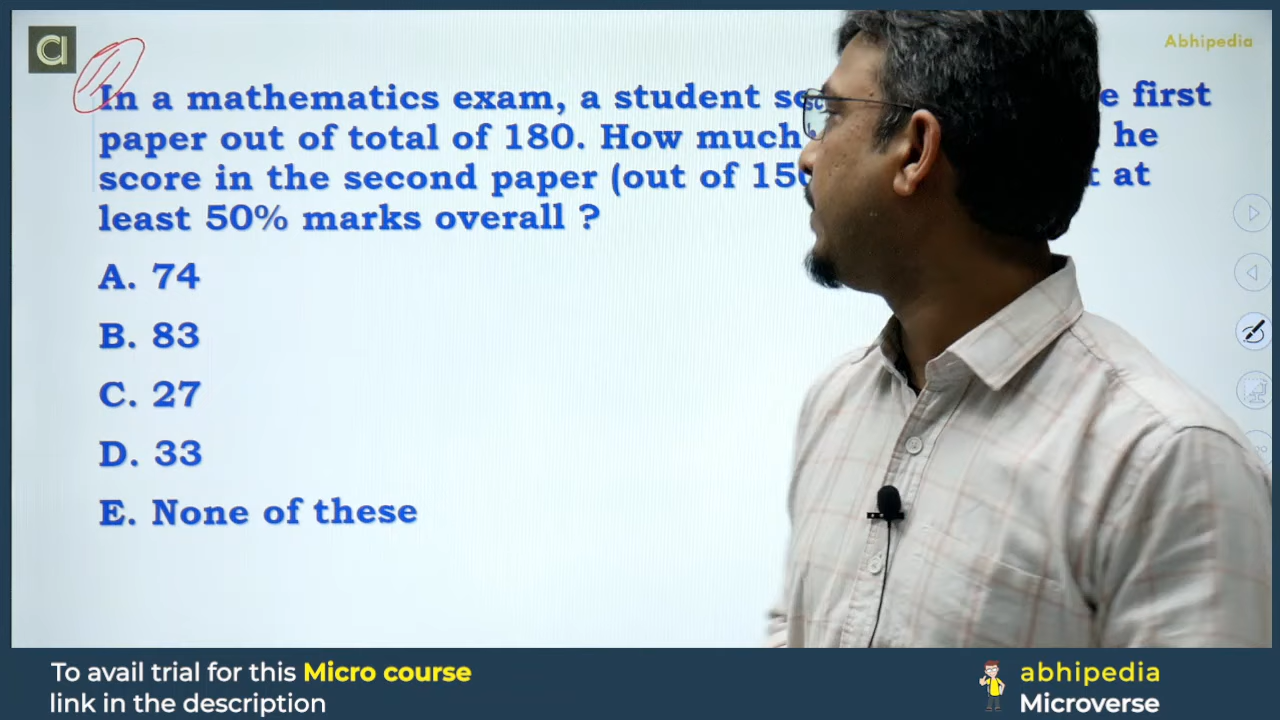 Abhipedia
In a mathematics exam, a student e first
paper out of total of 180. How much he
score in the second paper (out of at
least 50% marks overall ?
A. 74
B. 83
C. 27
D. 33
E. None of these
To avail trial for this Micro course
link in the description
abhipedia
Microverse